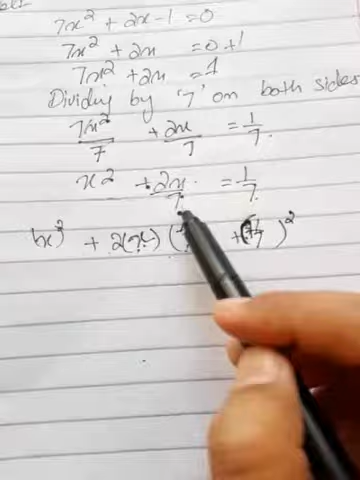 7x² + 2x - 1 = 0
7x² + 2x = 0 + 1
7x² + 2x = 1
Dividing by '7' on both sides
7x²/7 + 2x/7 = 1/7
x² + 2x/7 = 1/7
(x)² + 2(x)( + )²